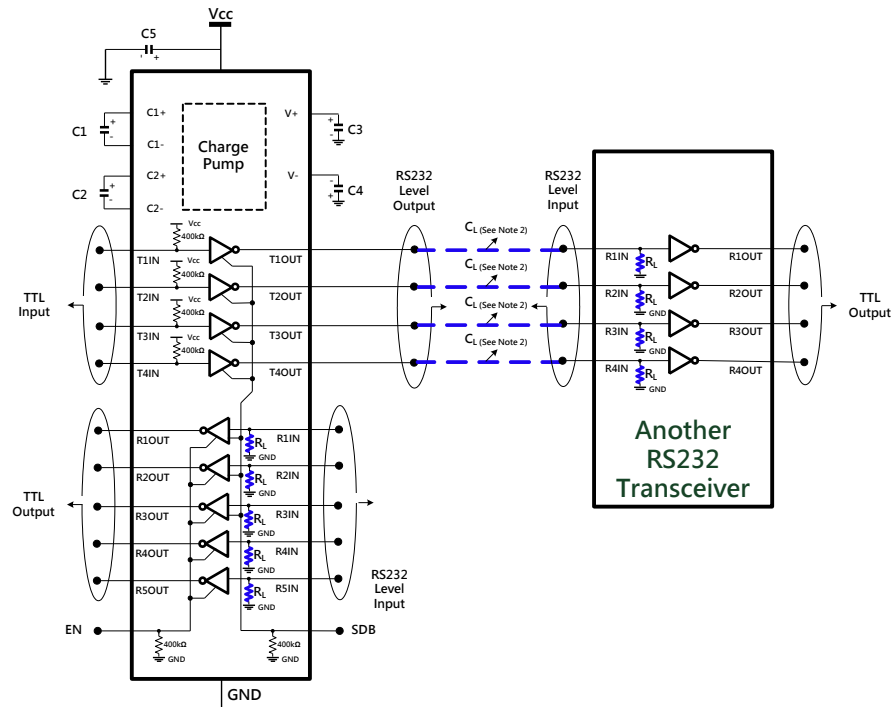 Vcc
C5
C1+
C1-
C2+
C2-
C1
C2
Charge
Pump
V+
V-
C3
C4
RS232
Level
Output
RS232
Level
Input
Vcc
400kΩ
T1IN
T1OUT
Vcc
400kΩ
T2IN
T2OUT
Vcc
400kΩ
T3IN
T3OUT
Vcc
400kΩ
T4IN
T4OUT
TTL
Input
CL (See Note 2)
CL (See Note 2)
CL (See Note 2)
CL (See Note 2)
R1IN
RL
GND
R1OUT
R2IN
RL
GND
R2OUT
R3IN
RL
GND
R3OUT
R4IN
RL
GND
R4OUT
TTL
Output
Another
RS232
Transceiver
R1OUT
R1IN
RL
GND
R2OUT
R2IN
RL
GND
R3OUT
R3IN
RL
GND
R4OUT
R4IN
RL
GND
R5OUT
R5IN
RL
GND
TTL
Output
RS232
Level
Input
EN
400kΩ
GND
400kΩ
GND
SDB
GND